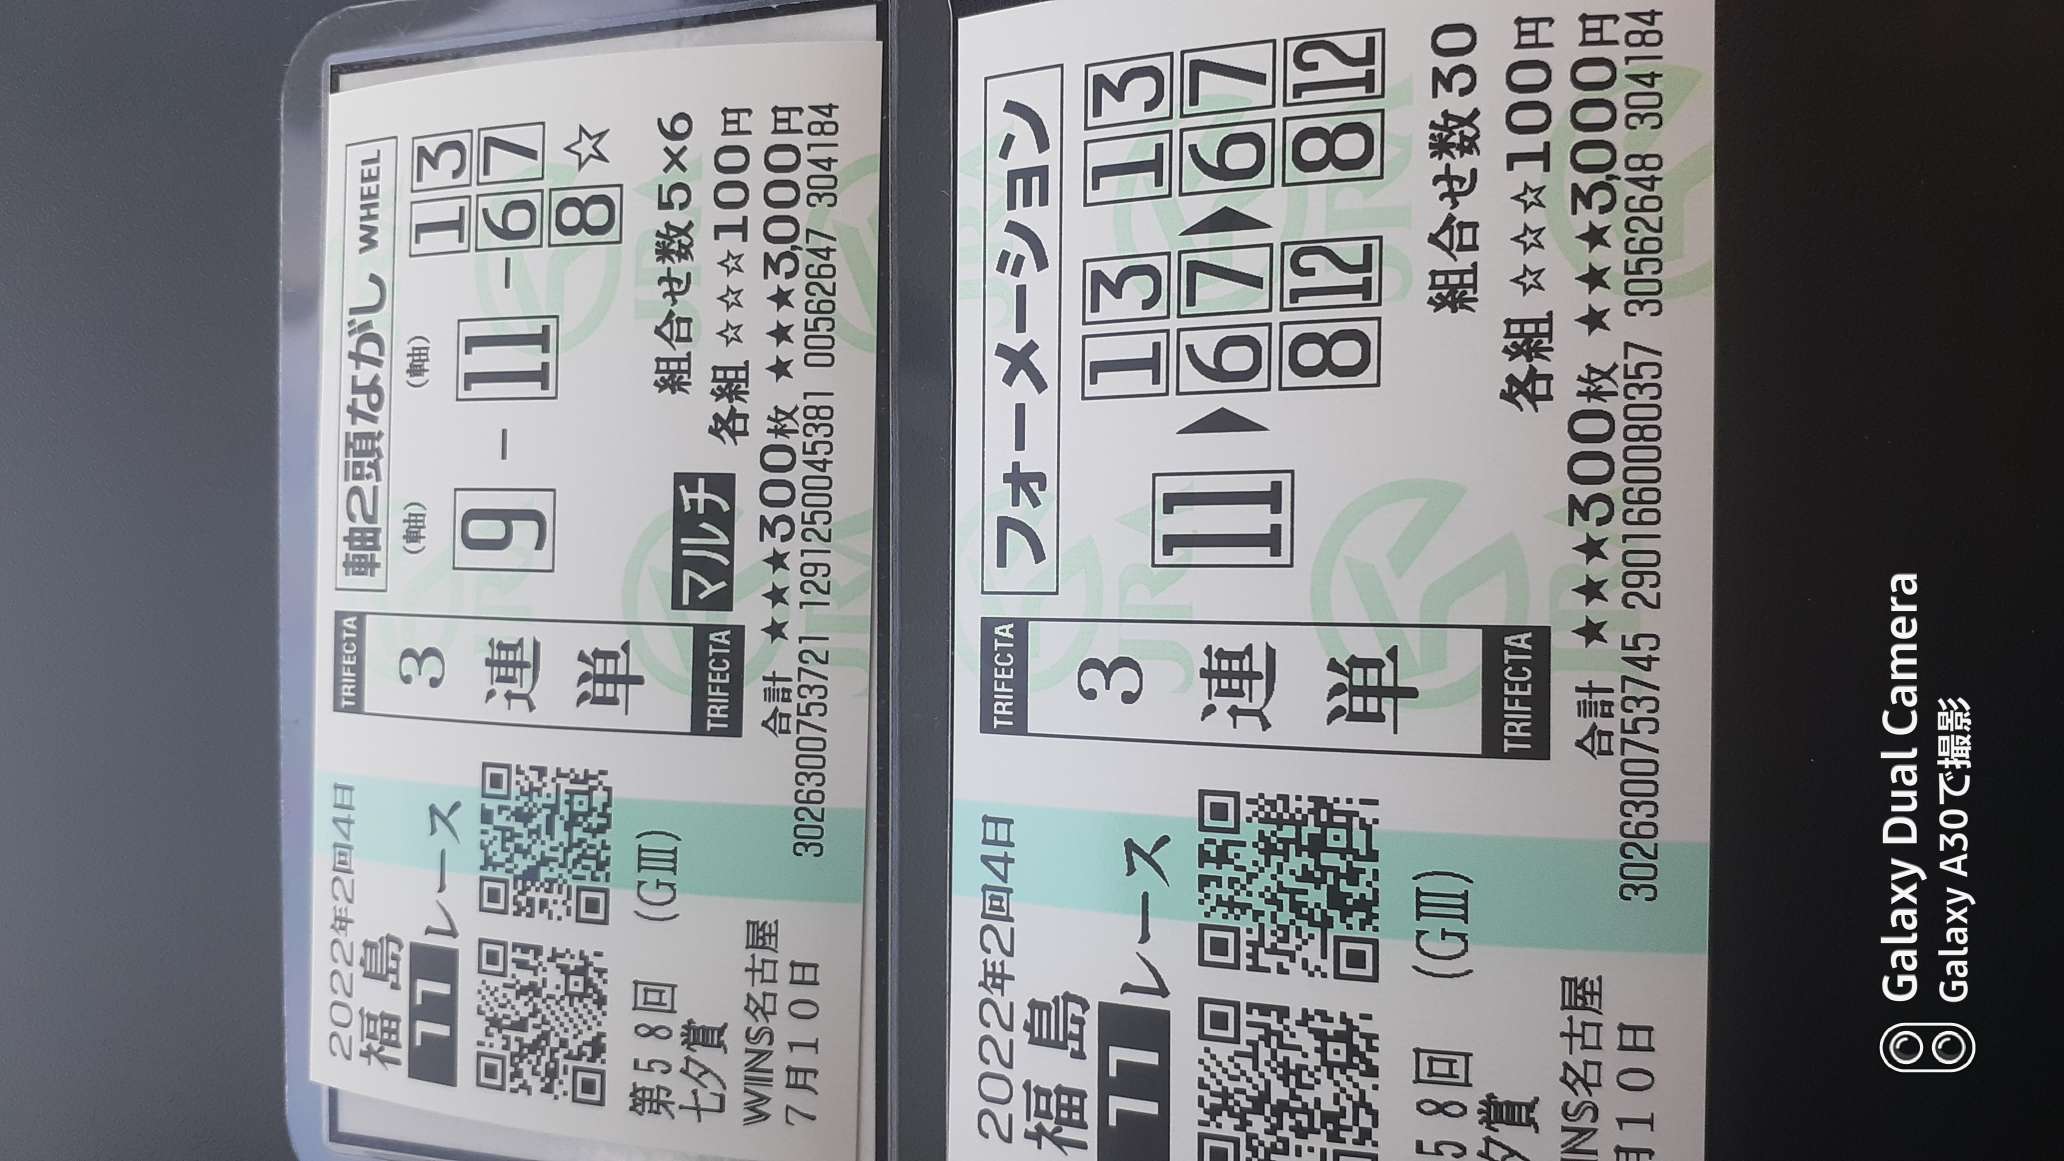 2022年2回4日
福島
11レース
第58回
七夕賞
(GⅢ)
WINS名古屋
7月10日
TRIFECTA
3連単
TRIFECTA
軸2頭ながし WHEEL
(軸) (軸)
9 - 11 - 1 3
6 7
8 ☆
マルチ
組合せ数5×6
各組 ☆☆☆100円
合計 ★★★300枚 ★★★★3,000円
3026300753721 1291250045381 00562647 304184
2022年2回4日
福島
11レース
58回
夕賞
(GⅢ)
INS名古屋
月10日
TRIFECTA
3連単
TRIFECTA
フォーメーション
11 ▶ 1 3 6 7 8 12 ▶ 1 3 6 7 8 12
組合せ数30
各組 ☆☆☆100円
合計 ★★★300枚 ★★★★3,000円
3026300753745 2901660080357 30562648 304184
Galaxy Dual Camera
Galaxy A30で撮影